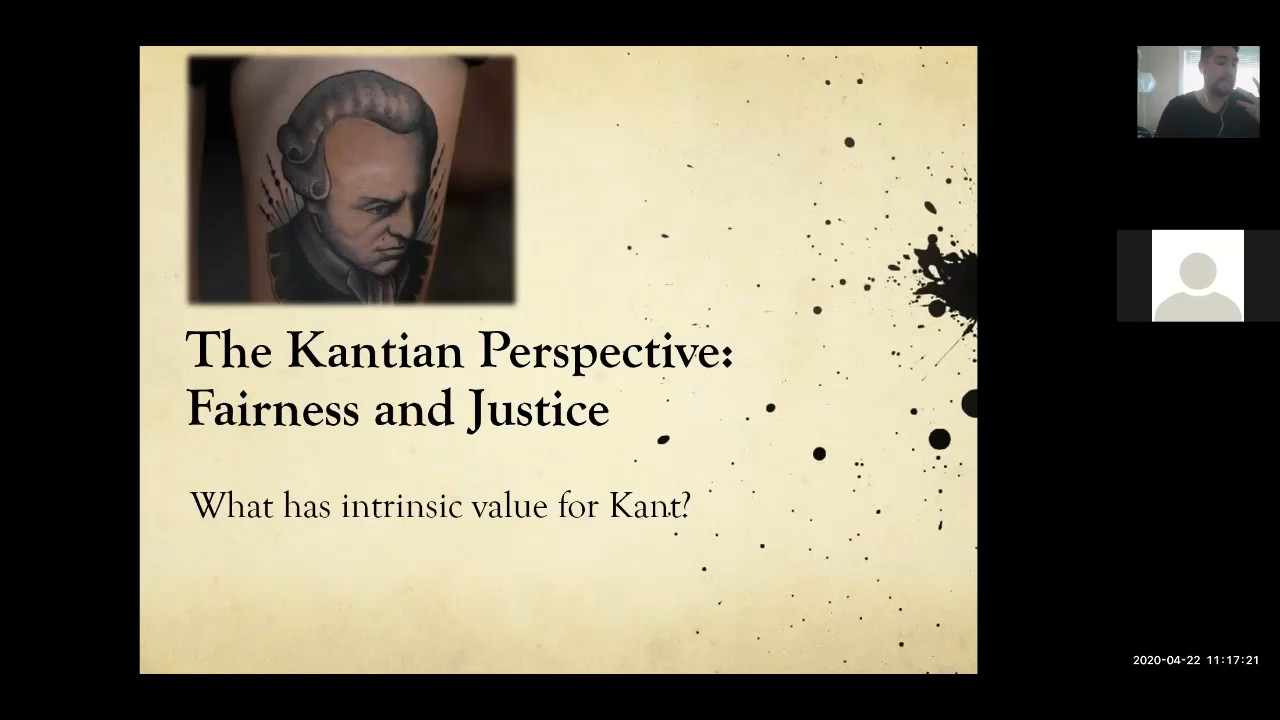 The Kantian Perspective:
Fairness and Justice
What has intrinsic value for Kant?
2020-04-22 11:17:21